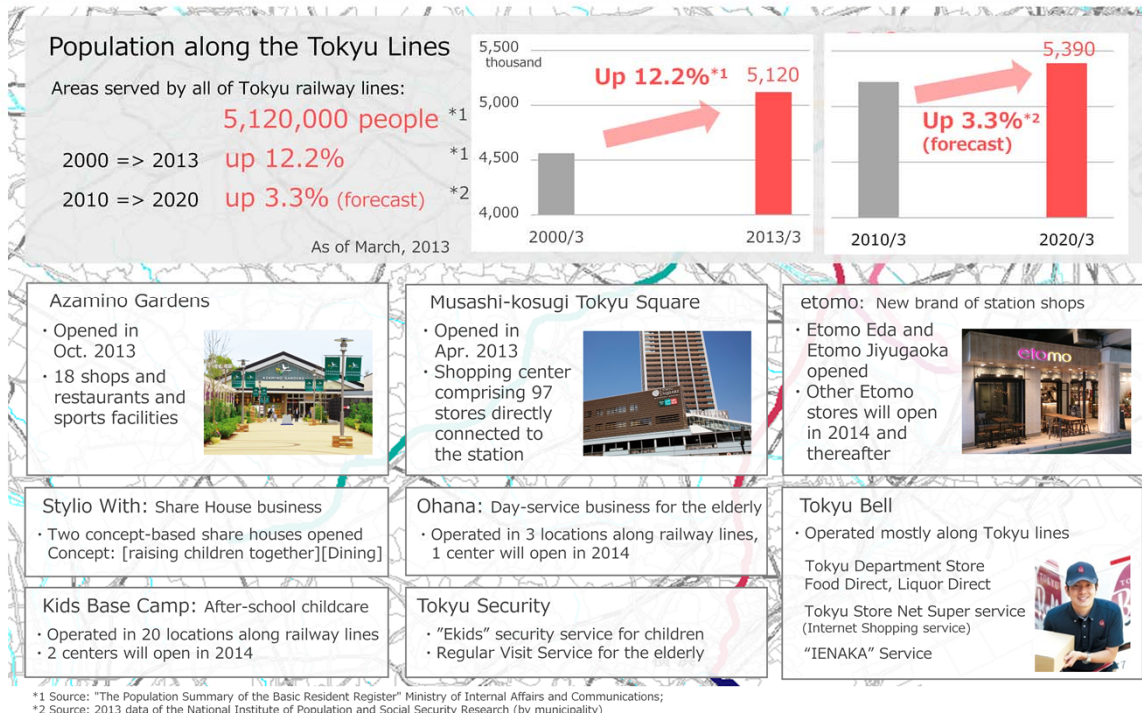 Population along the Tokyu Lines
Areas served by all of Tokyu railway lines:
5,120,000 people *1
2000 => 2013 up 12.2% *1
2010 => 2020 up 3.3% (forecast) *2
As of March, 2013
5,500
thousand
5,000
4,500
4,000
Up 12.2%*1
5,120
2000/3
2013/3
5,390
Up 3.3%*2
(forecast)
2010/3
2020/3
Azamino Gardens
・Opened in
Oct. 2013
・18 shops and
restaurants and
sports facilities
AZAMINO GARDENS
Musashi-kosugi Tokyu Square
・Opened in
Apr. 2013
・Shopping center
comprising 97
stores directly
connected to
the station
etomo: New brand of station shops
・Etomo Eda and
Etomo Jiyugaoka
opened
・Other Etomo
stores will open
in 2014 and
thereafter
etomo
Stylio With: Share House business
・Two concept-based share houses opened
Concept: [raising children together][Dining]
Ohana: Day-service business for the elderly
・Operated in 3 locations along railway lines,
1 center will open in 2014
Tokyu Bell
・Operated mostly along Tokyu lines
Tokyu Department Store
Food Direct, Liquor Direct
Tokyu Store Net Super service
(Internet Shopping service)
“IENAKA” Service
Kids Base Camp: After-school childcare
・Operated in 20 locations along railway lines
・2 centers will open in 2014
Tokyu Security
・”Ekids” security service for children
・Regular Visit Service for the elderly
*1 Source: "The Population Summary of the Basic Resident Register" Ministry of Internal Affairs and Communications;
*2 Source: 2013 data of the National Institute of Population and Social Security Research (by municipality)